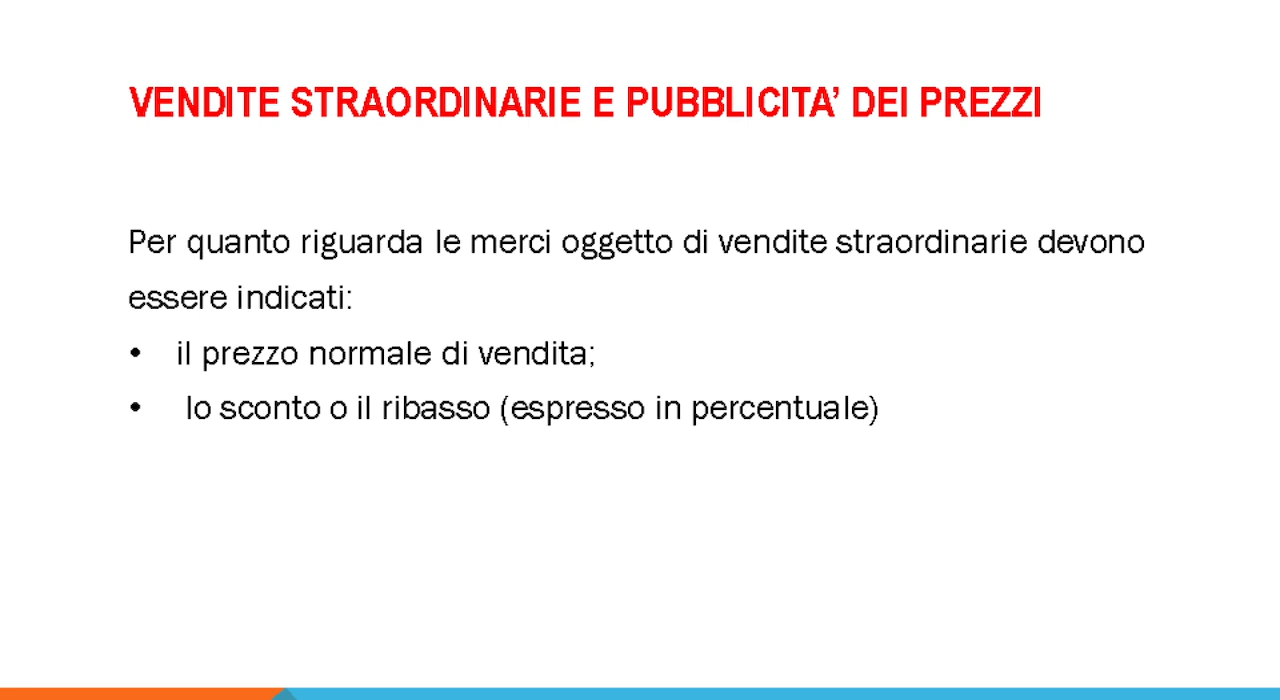 VENDITE STRAORDINARIE E PUBBLICITA’ DEI PREZZI
Per quanto riguarda le merci oggetto di vendite straordinarie devono
essere indicati:
• il prezzo normale di vendita;
• lo sconto o il ribasso (espresso in percentuale)